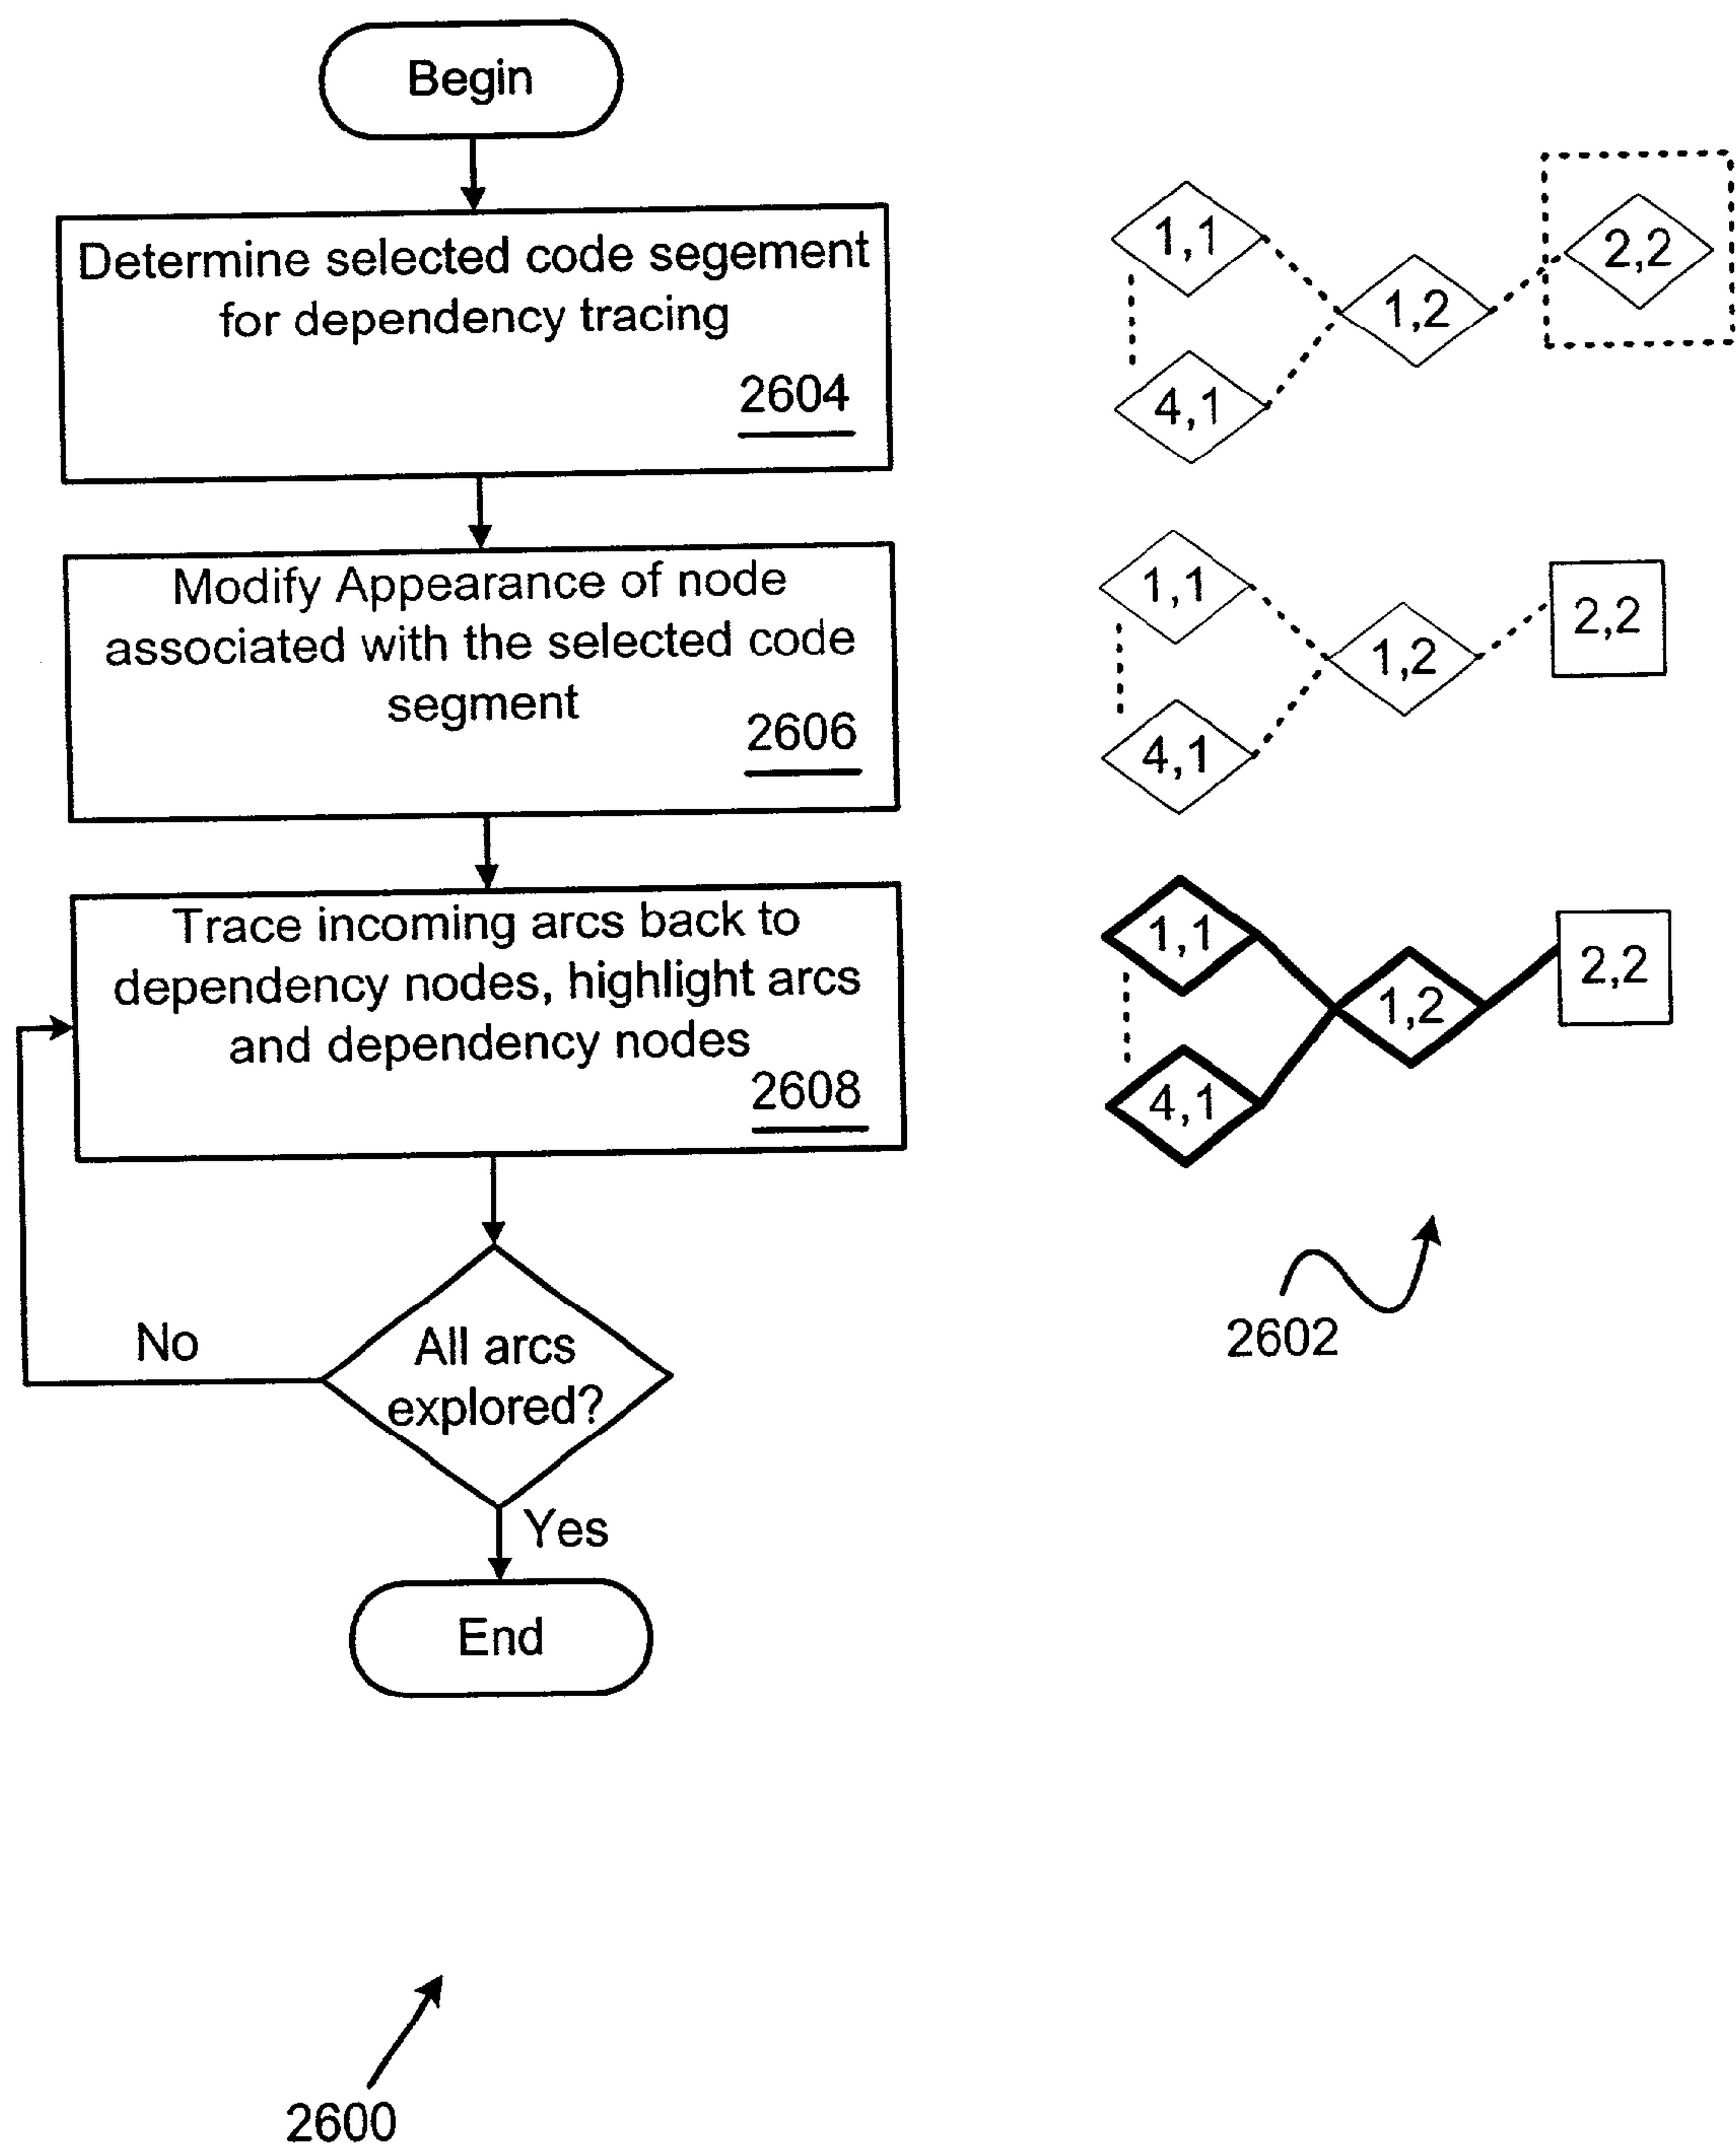 Begin
Determine selected code segement
for dependency tracing
2604
1,1
1,2
2,2
4,1
Modify Appearance of node
associated with the selected code
segment
2606
1,1
1,2
2,2
4,1
Trace incoming arcs back to
dependency nodes, highlight arcs
and dependency nodes
2608
1,1
1,2
2,2
4,1
No
All arcs
explored?
Yes
End
2602
2600